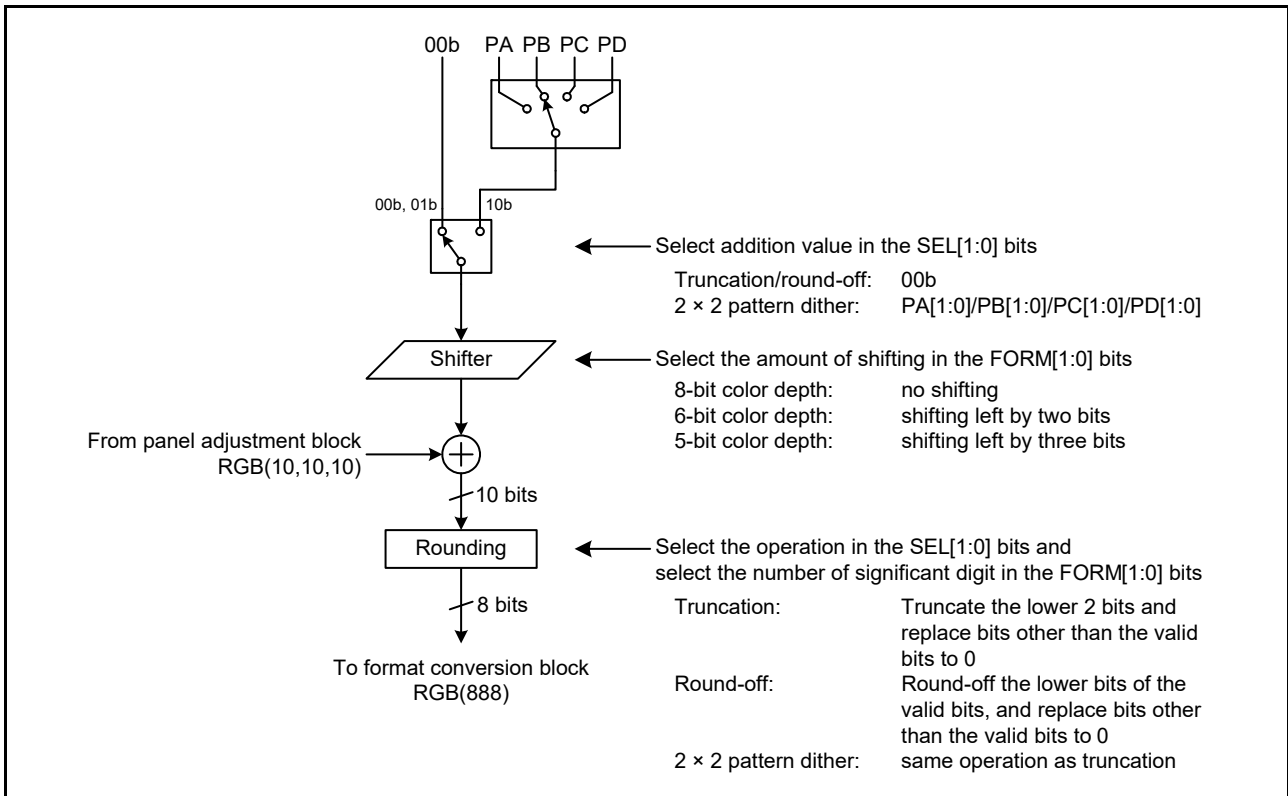 00b PA PB PC PD
00b, 01b 10b
Select addition value in the SEL[1:0] bits
Truncation/round-off: 00b
2 × 2 pattern dither: PA[1:0]/PB[1:0]/PC[1:0]/PD[1:0]
Shifter
Select the amount of shifting in the FORM[1:0] bits
8-bit color depth: no shifting
6-bit color depth: shifting left by two bits
5-bit color depth: shifting left by three bits
From panel adjustment block
RGB(10,10,10)
10 bits
Rounding
Select the operation in the SEL[1:0] bits and
select the number of significant digit in the FORM[1:0] bits
8 bits
Truncation: Truncate the lower 2 bits and
replace bits other than the valid
bits to 0
To format conversion block
RGB(888)
Round-off: Round-off the lower bits of the
valid bits, and replace bits other
than the valid bits to 0
2 × 2 pattern dither: same operation as truncation